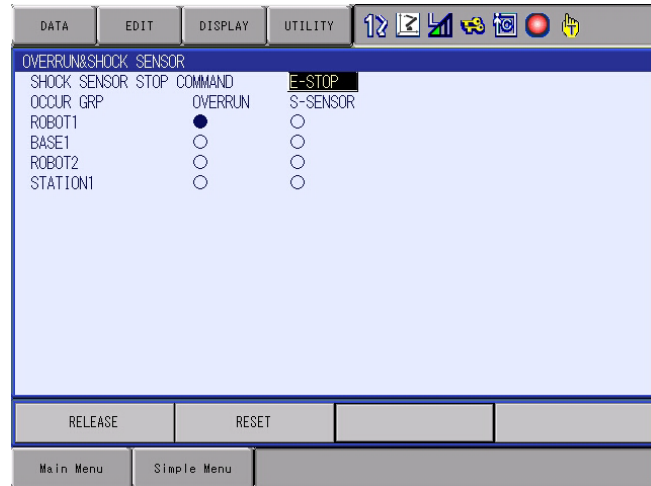 DATA EDIT DISPLAY UTILITY
OVERRUN&SHOCK SENSOR
SHOCK SENSOR STOP COMMAND E-STOP
OCCUR GRP OVERRUN S-SENSOR
ROBOT1
BASE1
ROBOT2
STATION1
RELEASE RESET
Main Menu Simple Menu